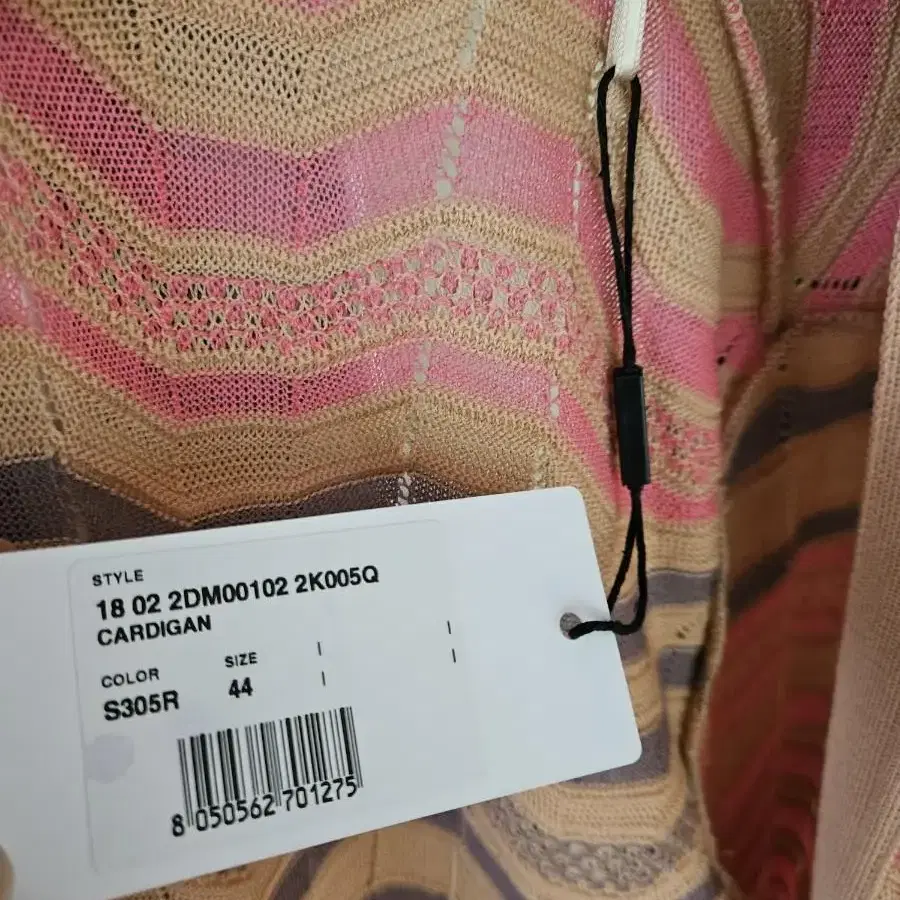 STYLE
18 02 2DM00102 2K005Q
CARDIGAN
COLOR SIZE
S305R 44
8 050562 701275